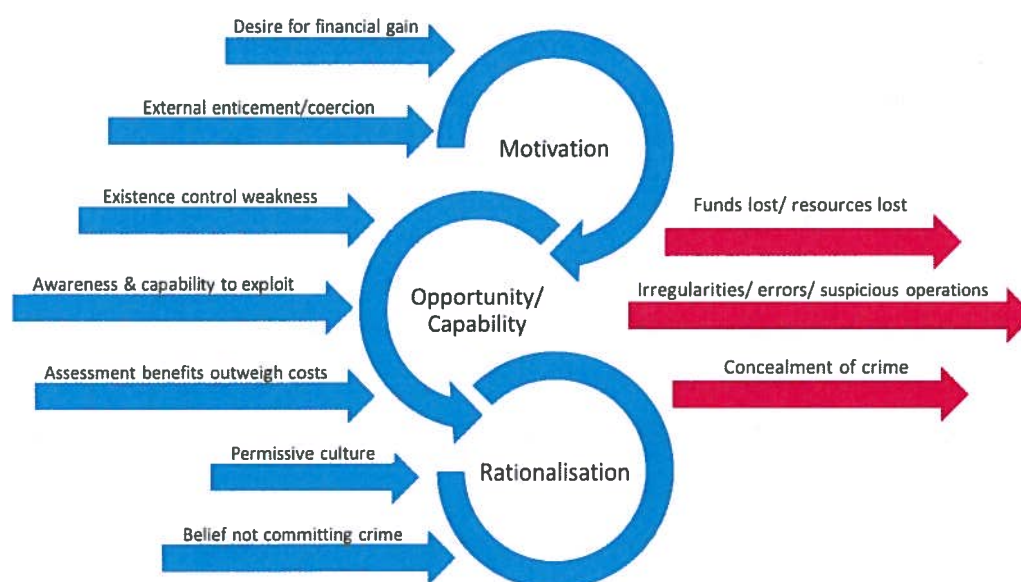 Desire for financial gain
External enticement/coercion
Motivation
Existence control weakness
Funds lost/ resources lost
Awareness & capability to exploit
Opportunity/
Capability
Irregularities/ errors/ suspicious operations
Assessment benefits outweigh costs
Concealment of crime
Permissive culture
Rationalisation
Belief not committing crime